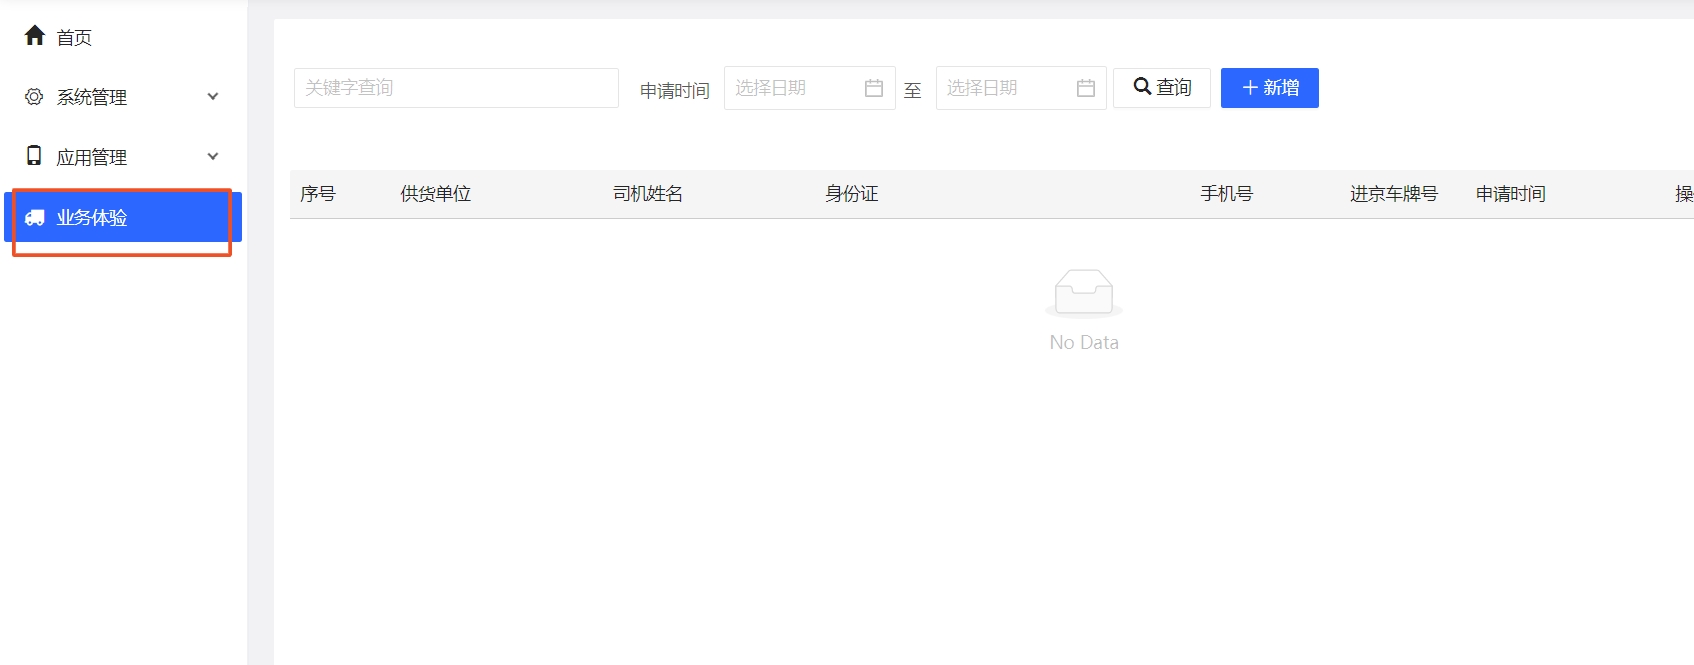 首页
系统管理
应用管理
业务体验
关键字查询 申请时间 选择日期 至 选择日期 查询 新增
序号 供货单位 司机姓名 身份证 手机号 进京车牌号 申请时间 操
No Data